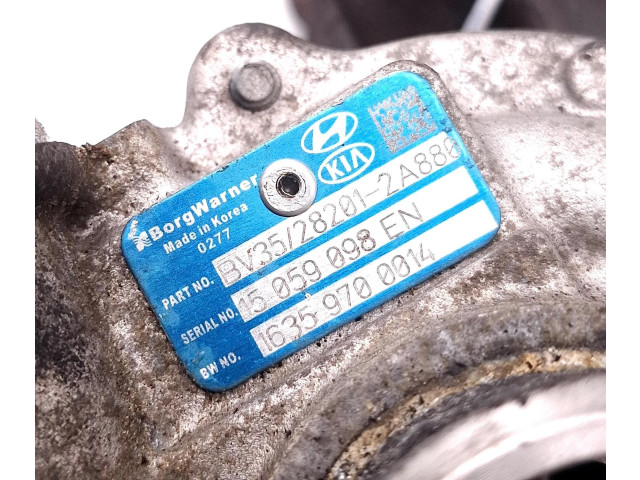 KIA
BorgWarner
Made in Korea
0277
PART NO. BV35/28201-2A880
SERIAL NO. 15 059 098 EN
BW NO. 1635 970 0014